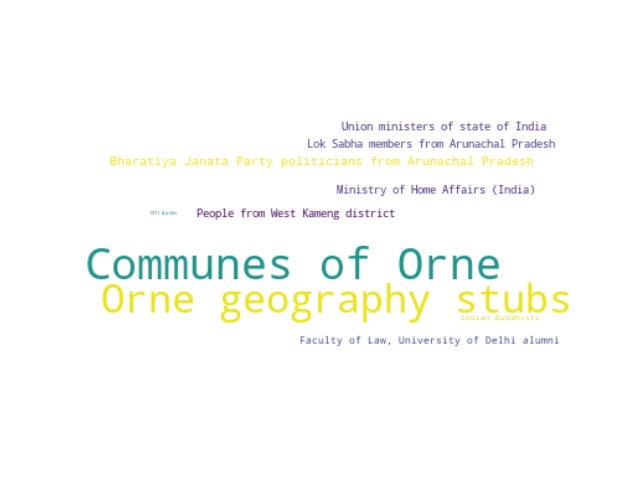 Union ministers of state of India
Lok Sabha members from Arunachal Pradesh
Bharatiya Janata Party politicians from Arunachal Pradesh
Ministry of Home Affairs (India)
1971 births
People from West Kameng district
Communes of Orne
Orne geography stubs
Indian Buddhists
Faculty of Law, University of Delhi alumni